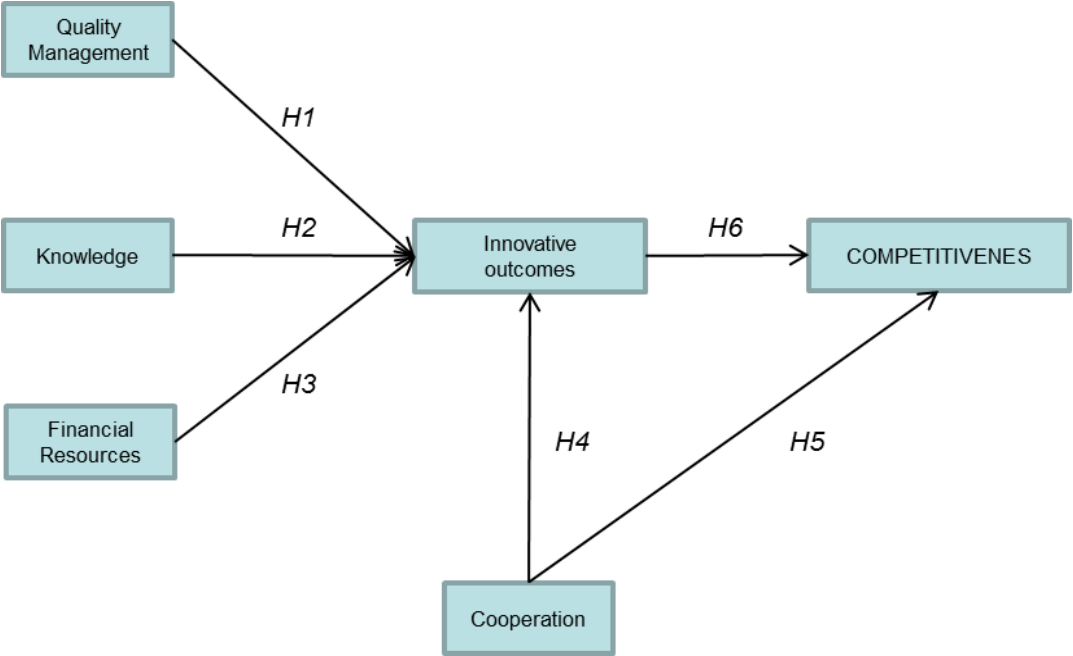 Quality
Management
H1
Knowledge
H2
Innovative
outcomes
H6
COMPETITIVENES
H3
Financial
Resources
H4
H5
Cooperation